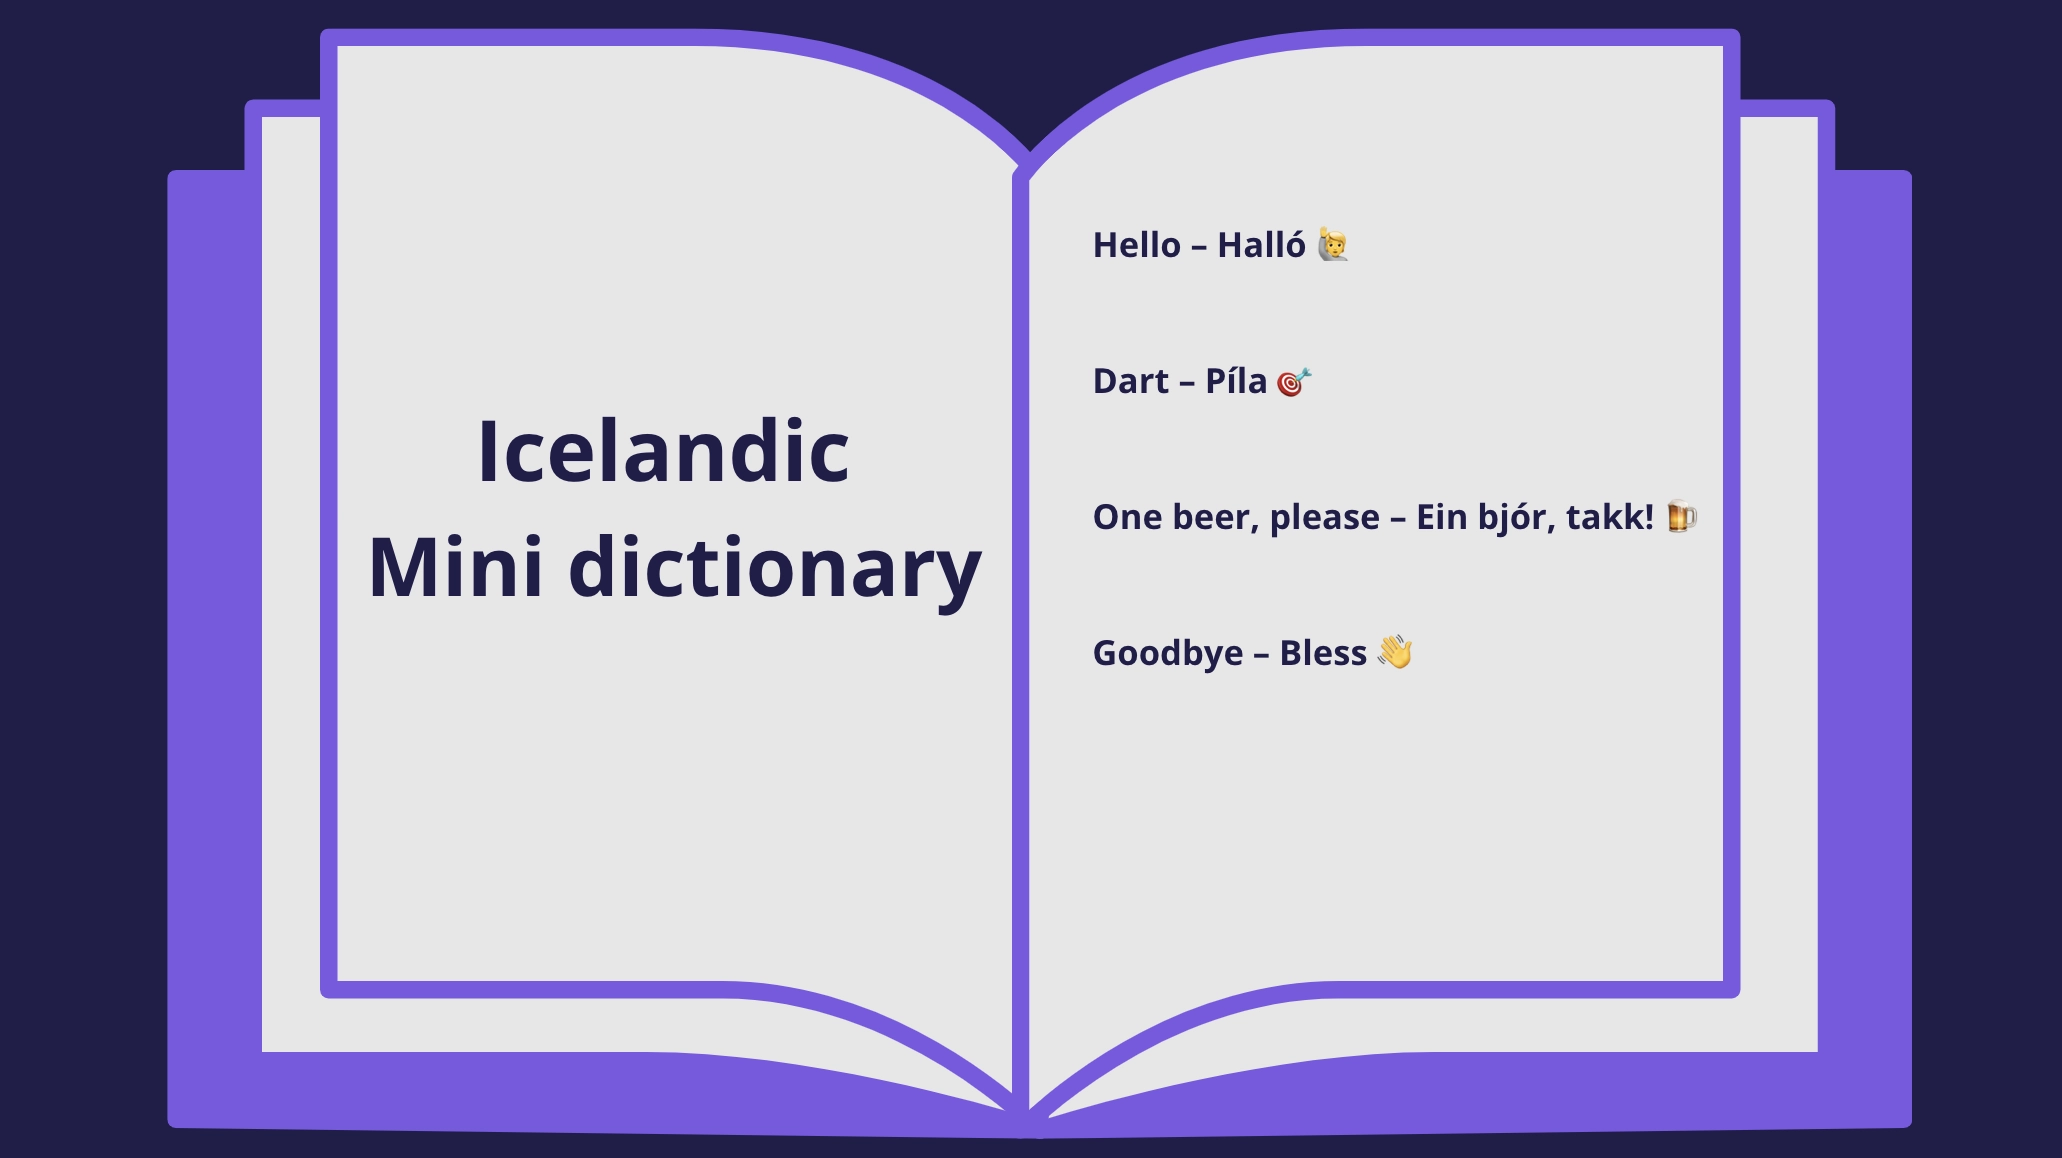 Icelandic
Mini dictionary
Hello – Halló 🙋
Dart – Píla 🎯
One beer, please – Ein bjór, takk! 🍺
Goodbye – Bless 👋